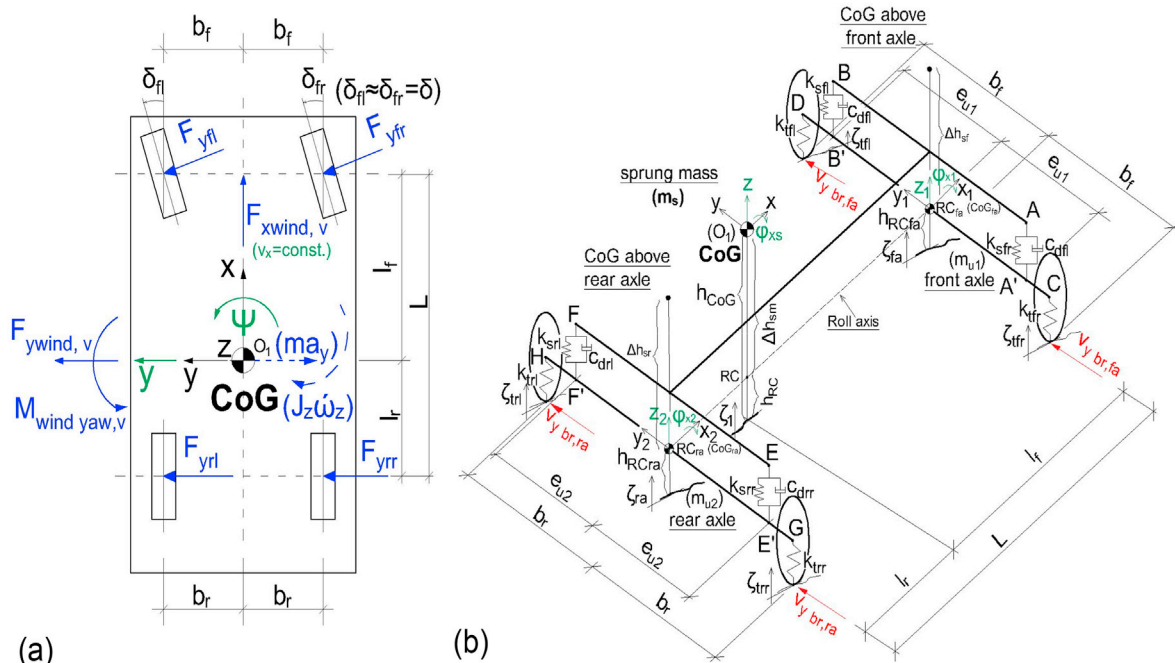 b_f
b_f
δ_fl
δ_fr
(δ_fl≈δ_fr=δ)
F_yfl
F_yfr
F_xwind, v
(v_x=const.)
x
l_f
L
Ψ
F_ywind, v
z
O_1
(ma_y)
y
y
CoG
(J_zώ_z)
M_wind yaw,v
l_r
F_yrl
F_yrr
b_r
b_r
(a)
CoG above
front axle
B
k_sfl
D
c_dfl
k_tfl
ζ_tfl
B'
b_f
e_u1
Δh_sf
e_u1
b_f
v_y br,fa
sprung mass
(m_s)
z
y
x
(O_1)
φ_xs
CoG
z_1
φ_x1
y_1
x_1
RC_fa (CoG_fa)
h_RCfa
A
k_sfr
c_dfl
ζ_fa
(m_u1)
front axle
A'
C
k_tfr
ζ_tfr
v_y br,fa
CoG above
rear axle
h_CoG
Δh_sm
Roll axis
F
k_srl
H
c_drl
k_trl
ζ_trl
F'
Δh_sr
RC
h_RC
ζ_1
v_y br,ra
z_2
φ_x2
y_2
x_2
RC_ra (CoG_ra)
h_RCra
E
ζ_ra
(m_u2)
rear axle
k_srr
c_drr
E'
G
k_trr
ζ_trr
v_y br,ra
e_u2
b_r
e_u2
b_r
l_f
L
l_r
(b)